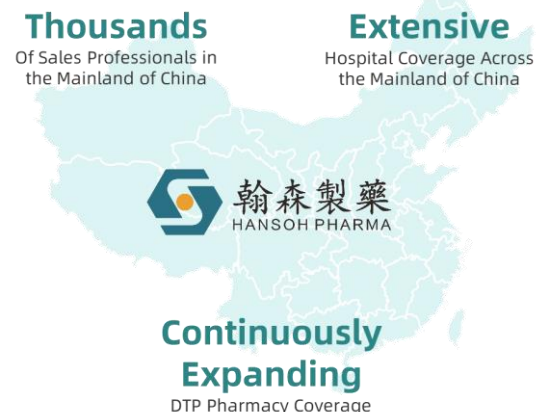 Thousands
Of Sales Professionals in
the Mainland of China
Extensive
Hospital Coverage Across
the Mainland of China
翰森製藥
HANSOH PHARMA
Continuously
Expanding
DTP Pharmacy Coverage